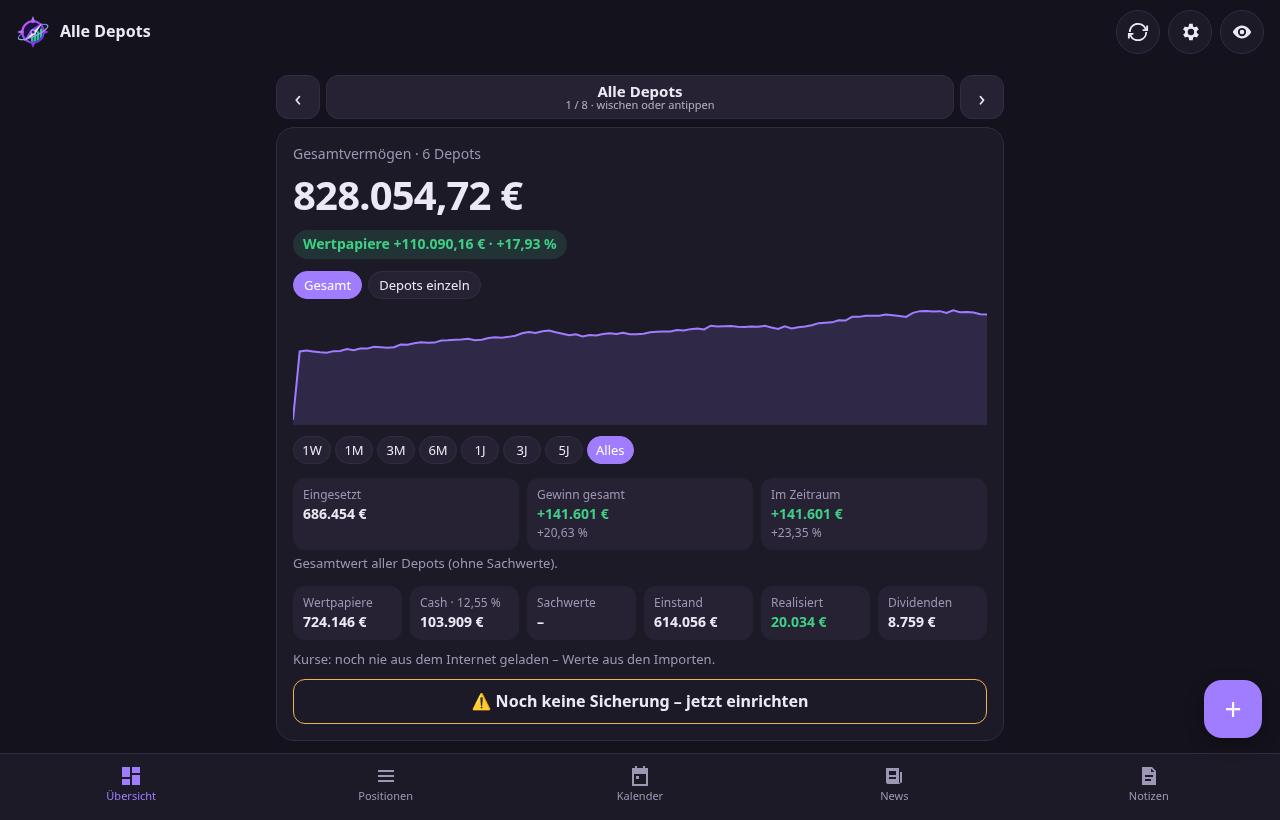 Alle Depots
‹
Alle Depots
1 / 8 · wischen oder antippen
›
Gesamtvermögen · 6 Depots
828.054,72 €
Wertpapiere +110.090,16 € · +17,93 %
Gesamt
Depots einzeln
1W
1M
3M
6M
1J
3J
5J
Alles
Eingesetzt
686.454 €
Gewinn gesamt
+141.601 €
+20,63 %
Im Zeitraum
+141.601 €
+23,35 %
Gesamtwert aller Depots (ohne Sachwerte).
Wertpapiere
724.146 €
Cash · 12,55 %
103.909 €
Sachwerte
–
Einstand
614.056 €
Realisiert
20.034 €
Dividenden
8.759 €
Kurse: noch nie aus dem Internet geladen – Werte aus den Importen.
⚠️ Noch keine Sicherung – jetzt einrichten
+
Übersicht
Positionen
Kalender
News
Notizen